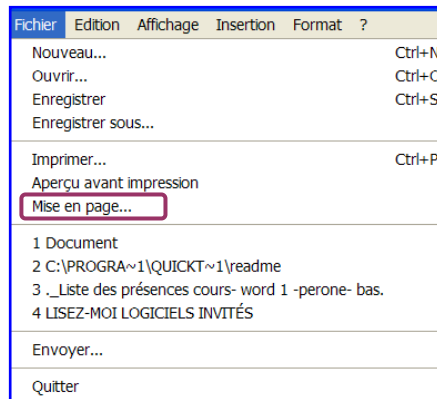 Fichier Edition Affichage Insertion Format ?
Nouveau... Ctrl+N
Ouvrir... Ctrl+O
Enregistrer Ctrl+S
Enregistrer sous...
Imprimer... Ctrl+P
Aperçu avant impression
Mise en page...
1 Document
2 C:\PROGRA~1\QUICKT~1\readme
3 ._Liste des présences cours- word 1 -perone- bas.
4 LISEZ-MOI LOGICIELS INVITÉS
Envoyer...
Quitter